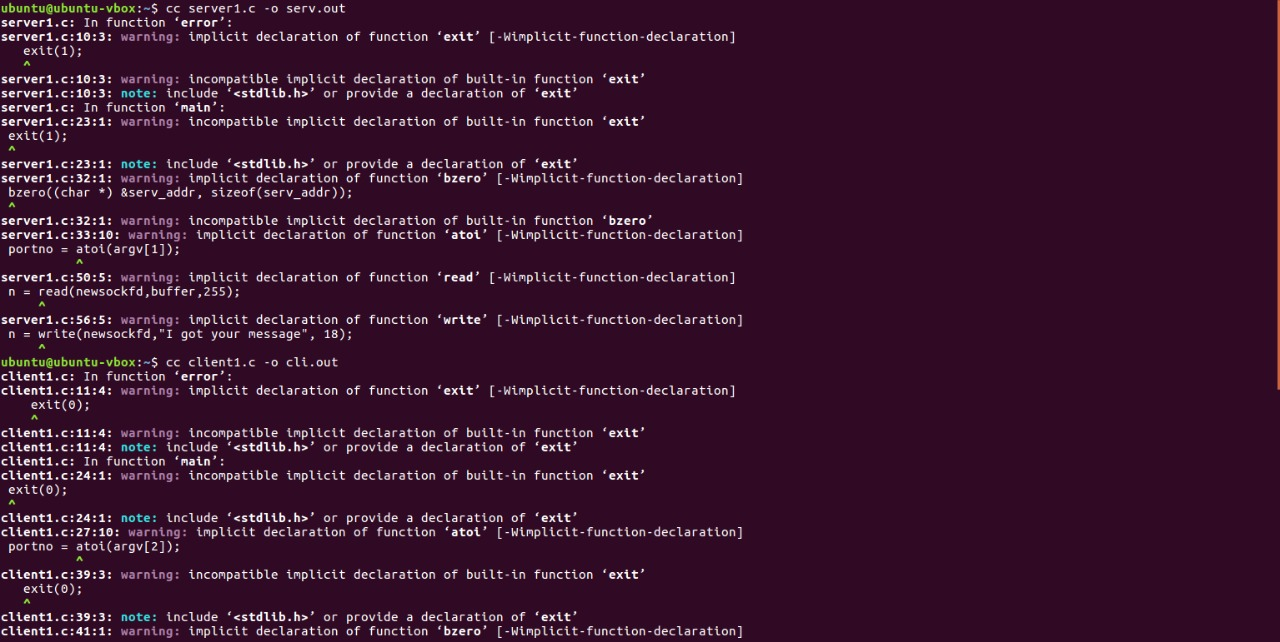 ubuntu@ubuntu-vbox:~$ cc server1.c -o serv.out
server1.c: In function ‘error’:
server1.c:10:3: warning: implicit declaration of function ‘exit’ [-Wimplicit-function-declaration]
   exit(1);
   ^
server1.c:10:3: warning: incompatible implicit declaration of built-in function ‘exit’
server1.c:10:3: note: include ‘<stdlib.h>’ or provide a declaration of ‘exit’
server1.c: In function ‘main’:
server1.c:23:1: warning: incompatible implicit declaration of built-in function ‘exit’
 exit(1);
 ^
server1.c:23:1: note: include ‘<stdlib.h>’ or provide a declaration of ‘exit’
server1.c:32:1: warning: implicit declaration of function ‘bzero’ [-Wimplicit-function-declaration]
 bzero((char *) &serv_addr, sizeof(serv_addr));
 ^
server1.c:32:1: warning: incompatible implicit declaration of built-in function ‘bzero’
server1.c:33:10: warning: implicit declaration of function ‘atoi’ [-Wimplicit-function-declaration]
 portno = atoi(argv[1]);
          ^
server1.c:50:5: warning: implicit declaration of function ‘read’ [-Wimplicit-function-declaration]
 n = read(newsockfd,buffer,255);
     ^
server1.c:56:5: warning: implicit declaration of function ‘write’ [-Wimplicit-function-declaration]
 n = write(newsockfd,"I got your message", 18);
     ^
ubuntu@ubuntu-vbox:~$ cc client1.c -o cli.out
client1.c: In function ‘error’:
client1.c:11:4: warning: implicit declaration of function ‘exit’ [-Wimplicit-function-declaration]
    exit(0);
    ^
client1.c:11:4: warning: incompatible implicit declaration of built-in function ‘exit’
client1.c:11:4: note: include ‘<stdlib.h>’ or provide a declaration of ‘exit’
client1.c: In function ‘main’:
client1.c:24:1: warning: incompatible implicit declaration of built-in function ‘exit’
 exit(0);
 ^
client1.c:24:1: note: include ‘<stdlib.h>’ or provide a declaration of ‘exit’
client1.c:27:10: warning: implicit declaration of function ‘atoi’ [-Wimplicit-function-declaration]
 portno = atoi(argv[2]);
          ^
client1.c:39:3: warning: incompatible implicit declaration of built-in function ‘exit’
   exit(0);
   ^
client1.c:39:3: note: include ‘<stdlib.h>’ or provide a declaration of ‘exit’
client1.c:41:1: warning: implicit declaration of function ‘bzero’ [-Wimplicit-function-declaration]